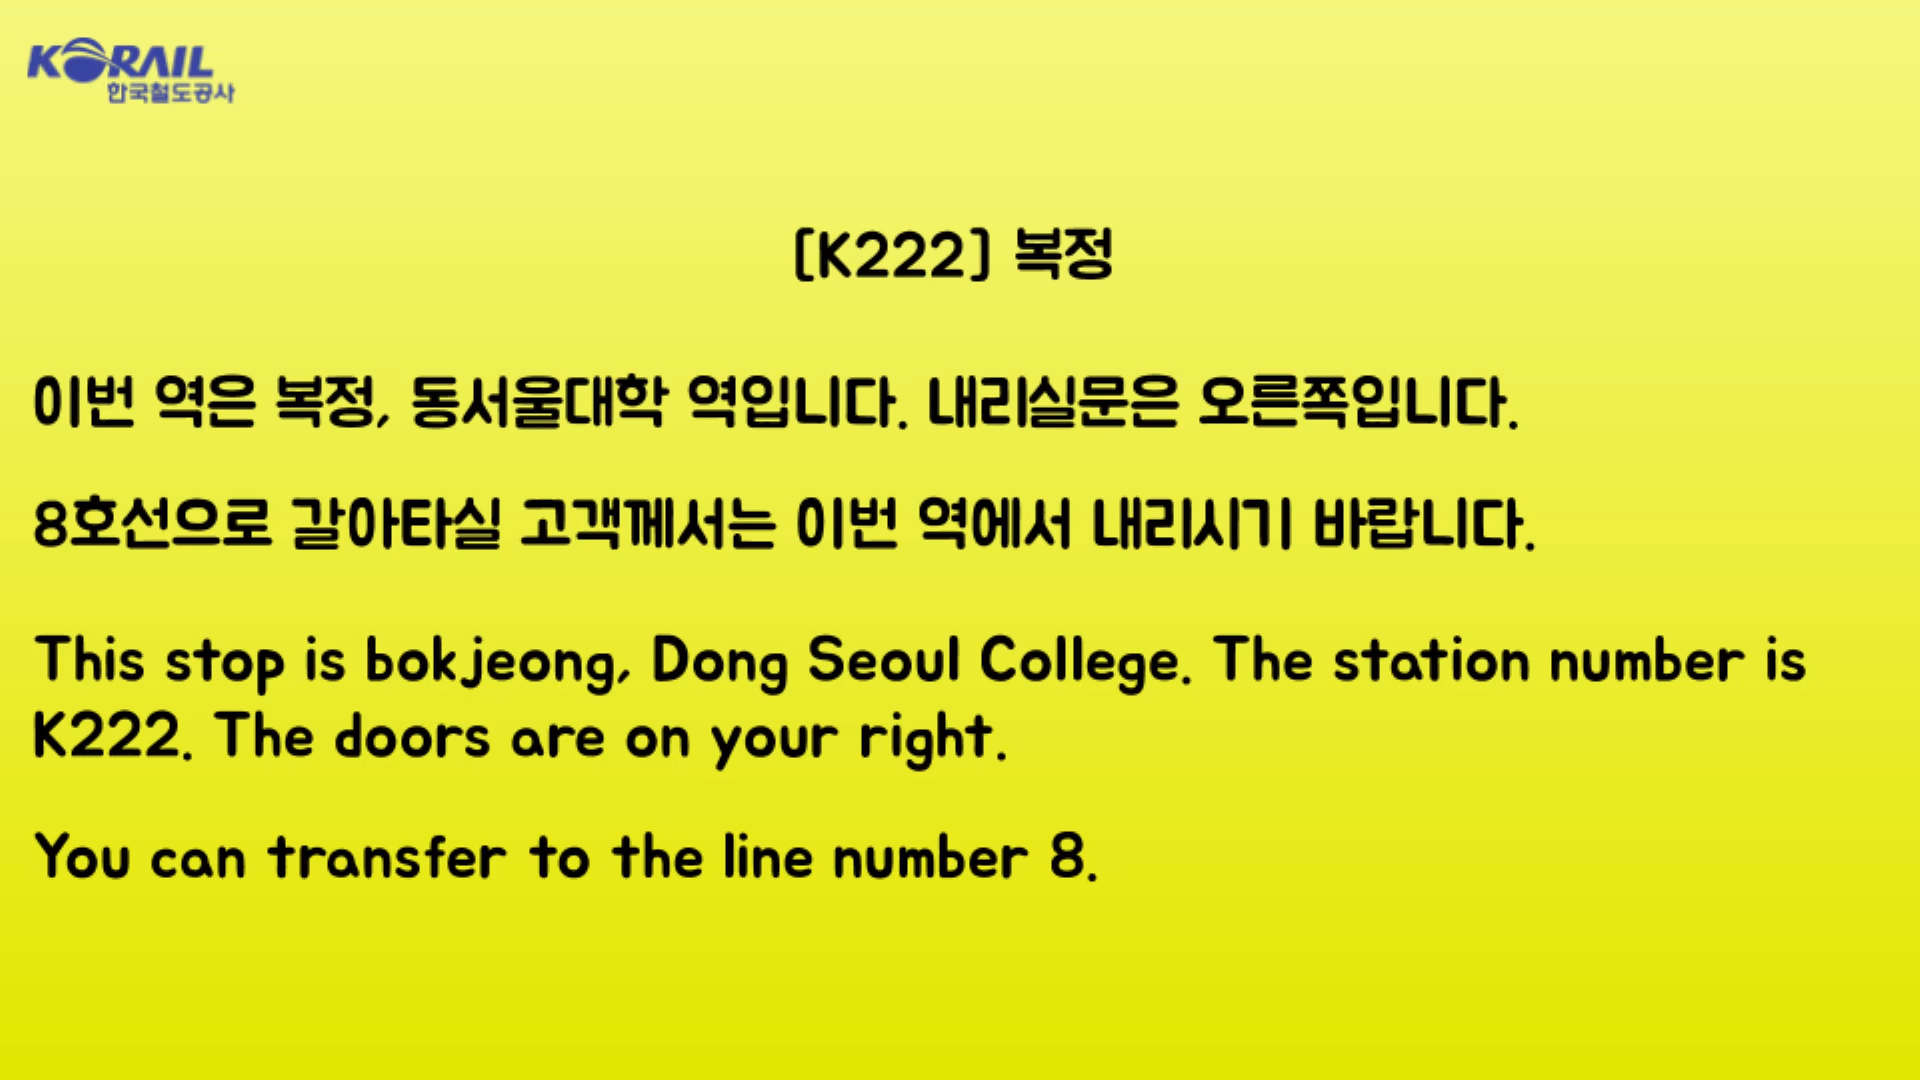 KORAIL
한국철도공사
[K222] 복정
이번 역은 복정, 동서울대학 역입니다. 내리실문은 오른쪽입니다.
8호선으로 갈아타실 고객께서는 이번 역에서 내리시기 바랍니다.
This stop is bokjeong, Dong Seoul College. The station number is
K222. The doors are on your right.
You can transfer to the line number 8.